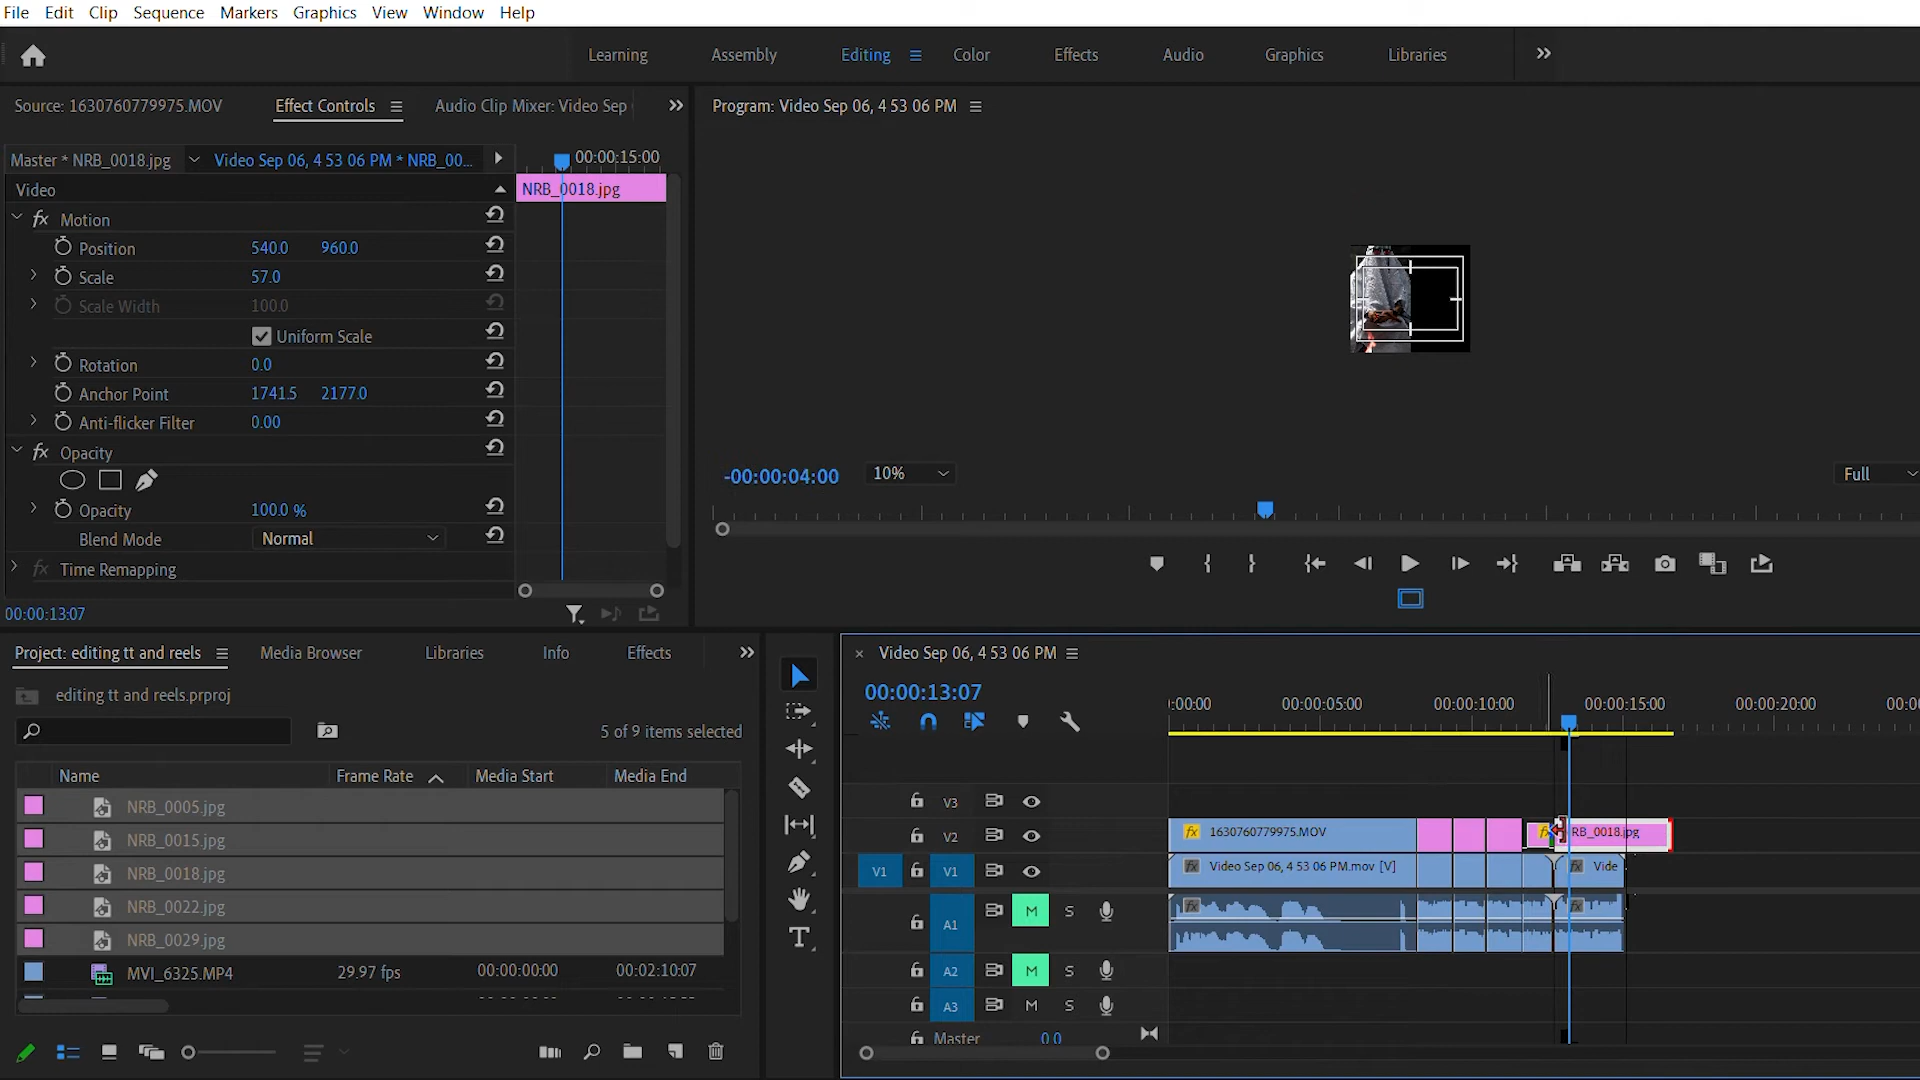 File Edit Clip Sequence Markers Graphics View Window Help
Learning Assembly Editing Color Effects Audio Graphics Libraries
Source: 1630760779975.MOV Effect Controls Audio Clip Mixer: Video Sep
Program: Video Sep 06, 4 53 06 PM
Master * NRB_0018.jpg Video Sep 06, 4 53 06 PM * NRB_00... 00:00:15:00
Video NRB_0018.jpg
fx Motion
Position 540.0 960.0
Scale 57.0
Scale Width 100.0
Uniform Scale
Rotation 0.0
Anchor Point 1741.5 2177.0
Anti-flicker Filter 0.00
fx Opacity
Opacity 100.0 %
Blend Mode Normal
fx Time Remapping
00:00:13:07
-00:00:04:00 10% Full
Project: editing tt and reels Media Browser Libraries Info Effects
editing tt and reels.prproj
5 of 9 items selected
Name Frame Rate Media Start Media End
NRB_0005.jpg
NRB_0015.jpg
NRB_0018.jpg
NRB_0022.jpg
NRB_0029.jpg
MVI_6325.MP4 29.97 fps 00:00:00:00 00:02:10:07
T
× Video Sep 06, 4 53 06 PM
00:00:13:07
:00:00 00:00:05:00 00:00:10:00 00:00:15:00 00:00:20:00 00:0
V3
V2 fx 1630760779975.MOV fx RB_0018.jpg
V1 V1 fx Video Sep 06, 4 53 06 PM.mov [V] fx Vide
A1 M S fx fx
A2 M S
A3 M S
Master 0.0